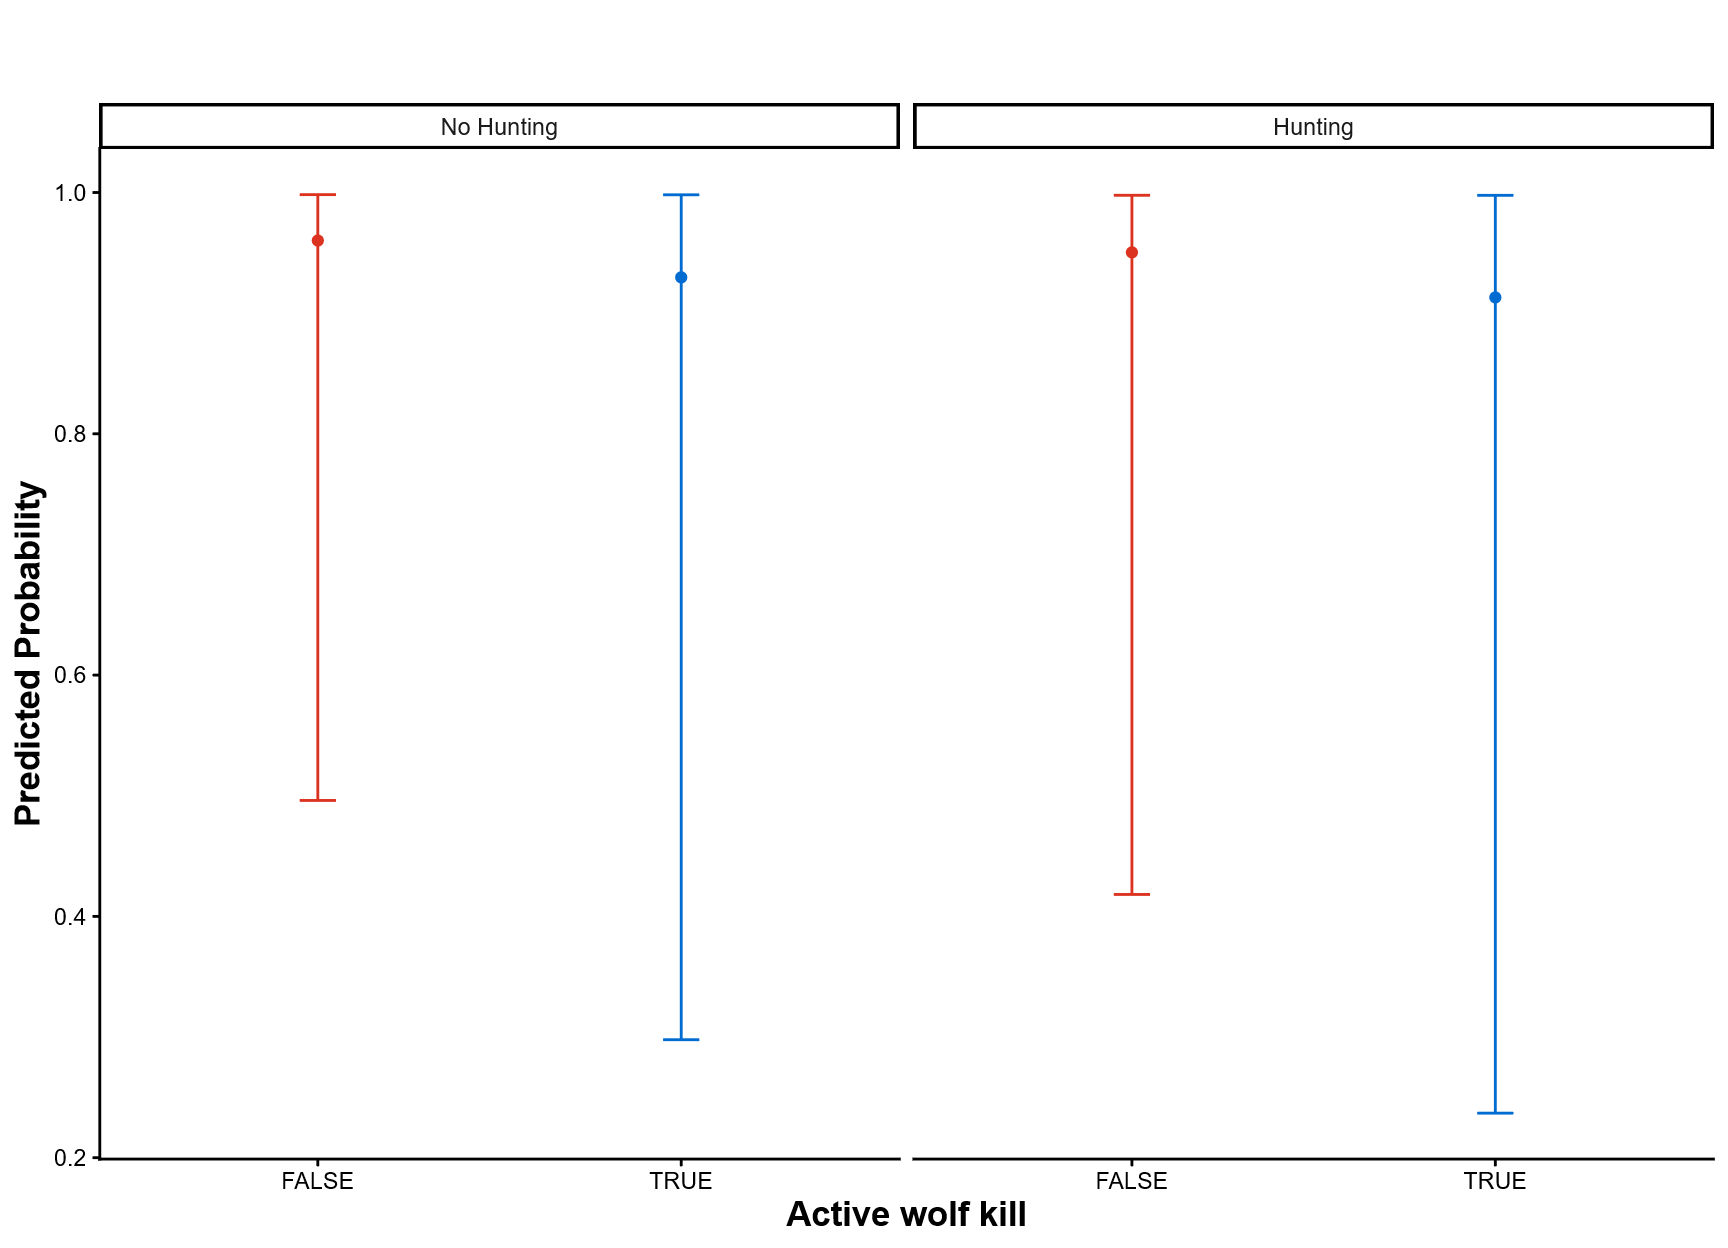 No Hunting
Hunting
1.0
0.8
0.6
0.4
0.2
Predicted Probability
FALSE
TRUE
FALSE
TRUE
Active wolf kill